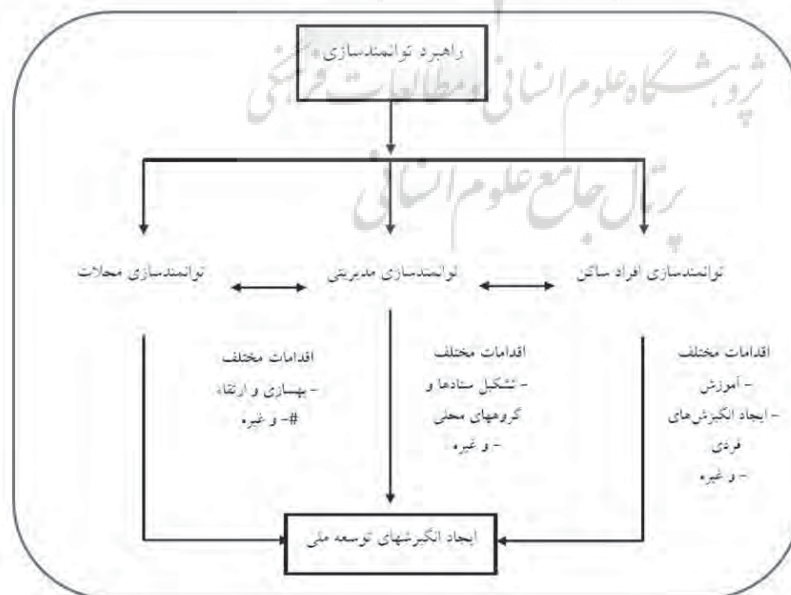 راهبرد توانمندسازی
پژوهشگاه علوم انسانی و مطالعات فرهنگی
پرتال جامع علوم انسانی
توانمندسازی افراد ساکن
توانمندسازی مدیریتی
توانمندسازی محلات
اقدامات مختلف
- آموزش
- ایجاد انگیزش‌های
فردی
- و غیره
اقدامات مختلف
- تشکیل ستادها و
گروههای محلی
- و غیره
اقدامات مختلف
- بهسازی و ارتقاء
#- و غیره
ایجاد انگیزشهای توسعه ملی